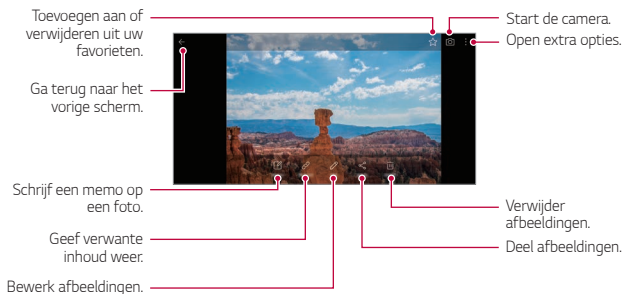 Toevoegen aan of
verwijderen uit uw
favorieten.
Ga terug naar het
vorige scherm.
Schrijf een memo op
een foto.
Geef verwante
inhoud weer.
Bewerk afbeeldingen.
Start de camera.
Open extra opties.
Verwijder
afbeeldingen.
Deel afbeeldingen.